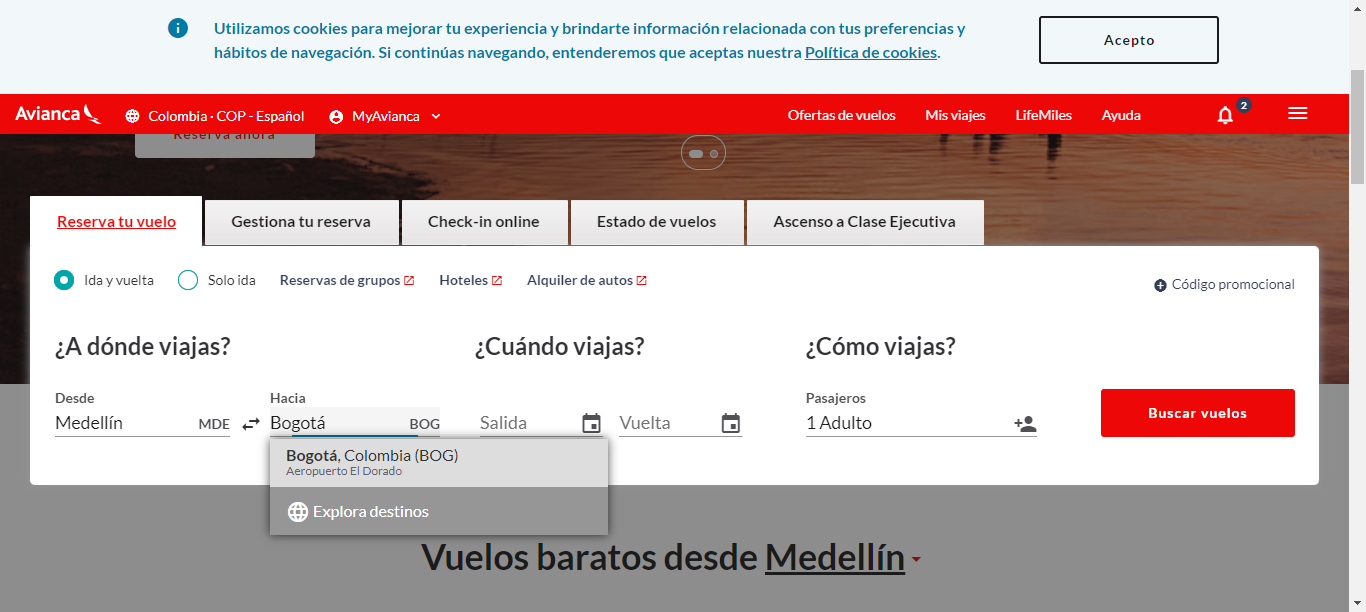 Utilizamos cookies para mejorar tu experiencia y brindarte información relacionada con tus preferencias y
hábitos de navegación. Si continúas navegando, entenderemos que aceptas nuestra Política de cookies.
Acepto
Avianca
Colombia · COP - Español
MyAvianca
Ofertas de vuelos
Mis viajes
LifeMiles
Ayuda
2
Reserva ahora
Reserva tu vuelo
Gestiona tu reserva
Check-in online
Estado de vuelos
Ascenso a Clase Ejecutiva
Ida y vuelta
Solo ida
Reservas de grupos
Hoteles
Alquiler de autos
Código promocional
¿A dónde viajas?
¿Cuándo viajas?
¿Cómo viajas?
Desde
Hacia
Pasajeros
Medellín MDE
Bogotá BOG
Salida
Vuelta
1 Adulto
Buscar vuelos
Bogotá, Colombia (BOG)
Aeropuerto El Dorado
Explora destinos
Vuelos baratos desde Medellín